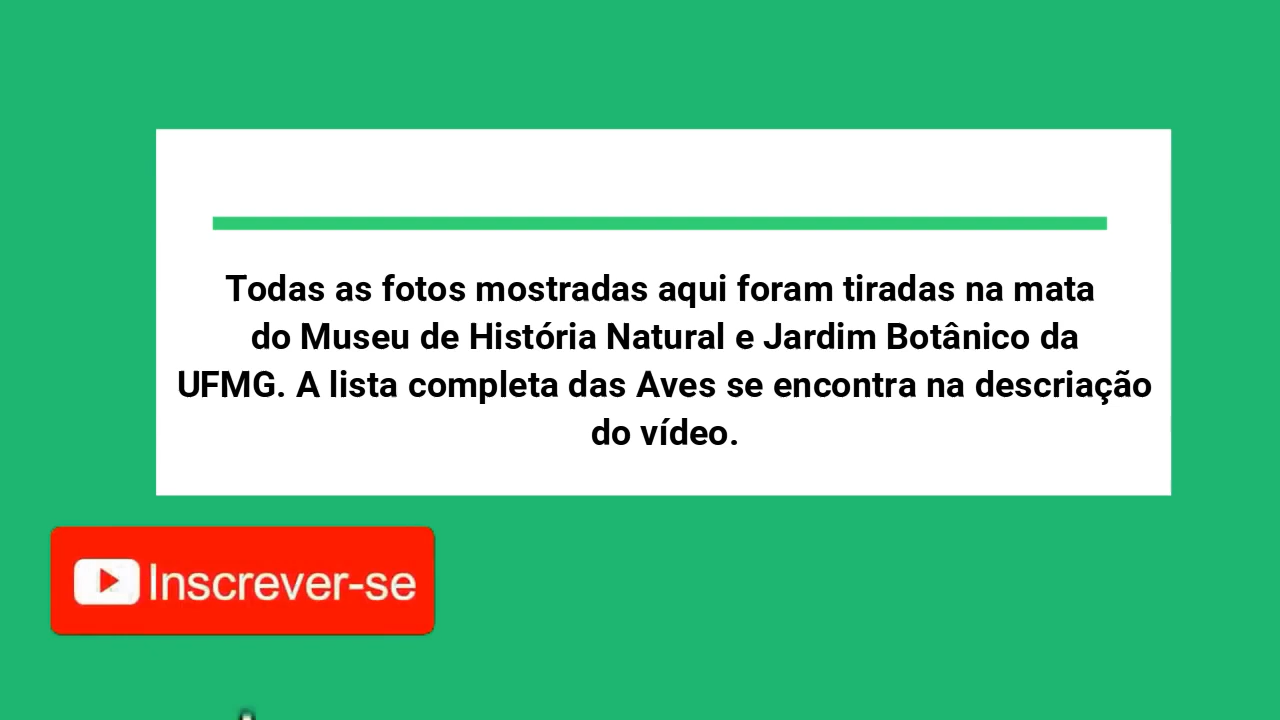 Todas as fotos mostradas aqui foram tiradas na mata
do Museu de História Natural e Jardim Botânico da
UFMG. A lista completa das Aves se encontra na descriação
do vídeo.
Inscrever-se